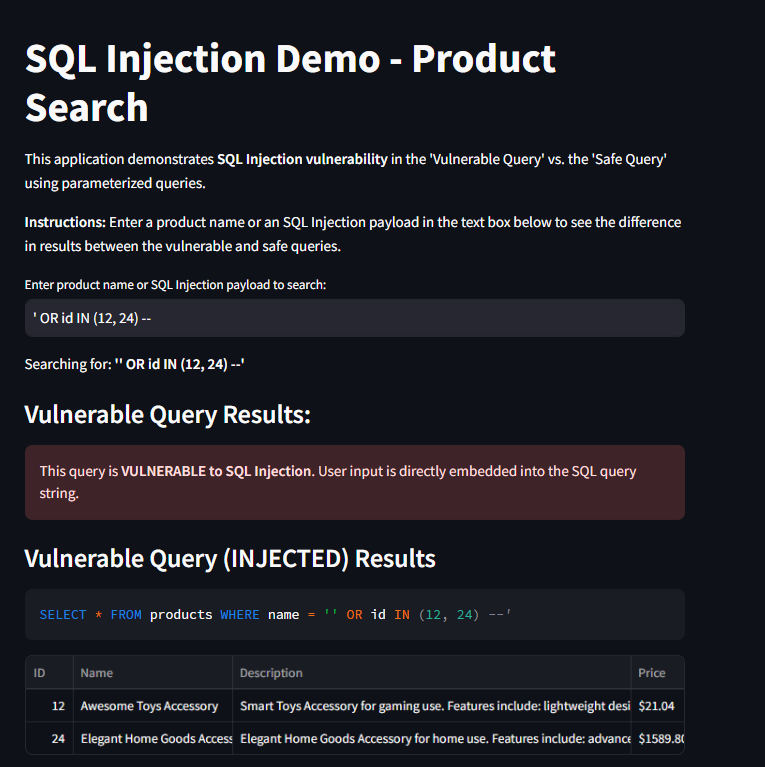 SQL Injection Demo - Product
Search
This application demonstrates SQL Injection vulnerability in the 'Vulnerable Query' vs. the 'Safe Query'
using parameterized queries.
Instructions: Enter a product name or an SQL Injection payload in the text box below to see the difference
in results between the vulnerable and safe queries.
Enter product name or SQL Injection payload to search:
' OR id IN (12, 24) --
Searching for: '' OR id IN (12, 24) --'
Vulnerable Query Results:
This query is VULNERABLE to SQL Injection. User input is directly embedded into the SQL query
string.
Vulnerable Query (INJECTED) Results
SELECT * FROM products WHERE name = '' OR id IN (12, 24) --'
ID Name Description Price
12 Awesome Toys Accessory Smart Toys Accessory for gaming use. Features include: lightweight desi $21.04
24 Elegant Home Goods Access Elegant Home Goods Accessory for home use. Features include: advance $1589.80